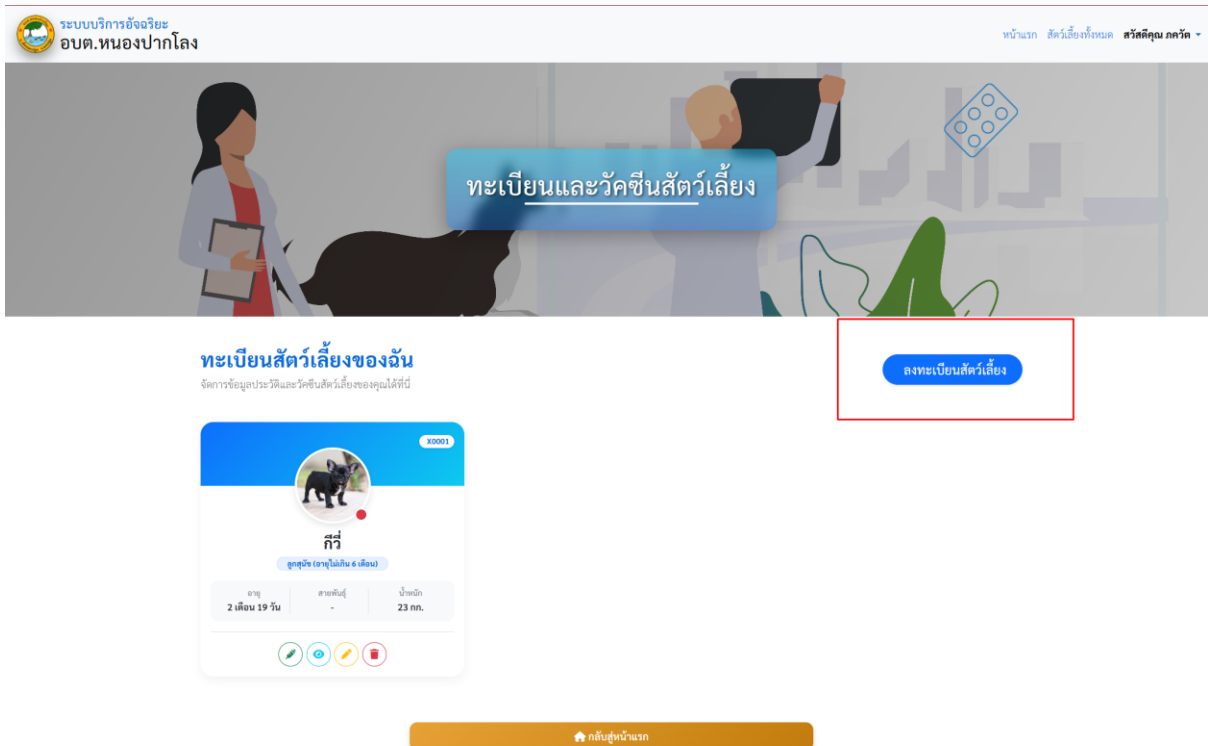 ระบบบริการอัจฉริยะ
อบต.หนองปากโลง
หน้าแรก สัตว์เลี้ยงทั้งหมด สวัสดีคุณ ภควัต
ทะเบียนและวัคซีนสัตว์เลี้ยง
ทะเบียนสัตว์เลี้ยงของฉัน
จัดการข้อมูลประวัติและวัคซีนสัตว์เลี้ยงของคุณได้ที่นี่
ลงทะเบียนสัตว์เลี้ยง
X0001
กีวี่
ลูกสุนัข (อายุไม่เกิน 6 เดือน)
อายุ สายพันธุ์ น้ำหนัก
2 เดือน 19 วัน - 23 กก.
กลับสู่หน้าแรก